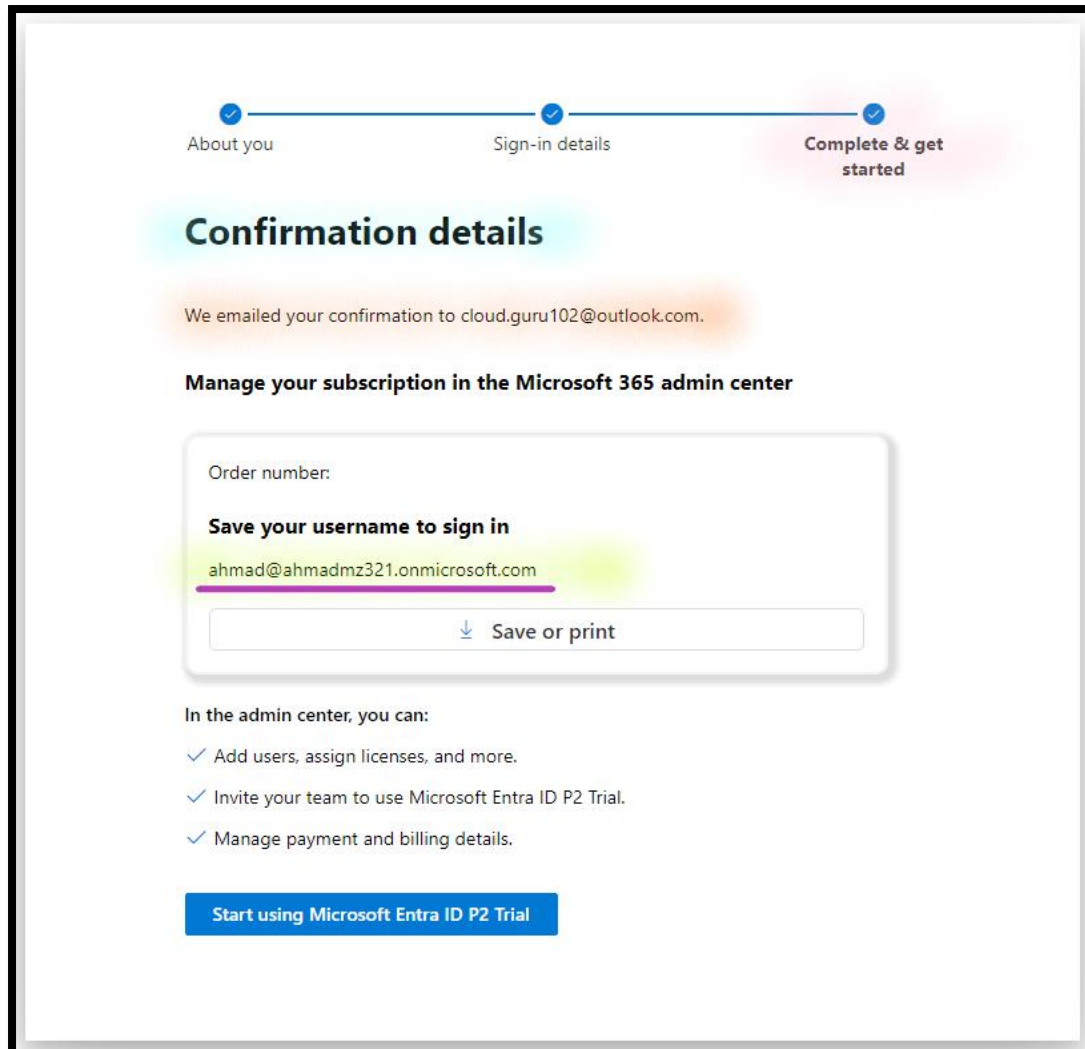 About you
Sign-in details
Complete & get
started
Confirmation details
We emailed your confirmation to cloud.guru102@outlook.com.
Manage your subscription in the Microsoft 365 admin center
Order number:
Save your username to sign in
ahmad@ahmadmz321.onmicrosoft.com
Save or print
In the admin center, you can:
Add users, assign licenses, and more.
Invite your team to use Microsoft Entra ID P2 Trial.
Manage payment and billing details.
Start using Microsoft Entra ID P2 Trial